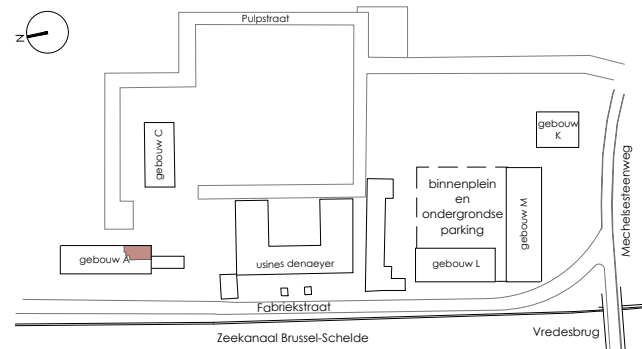 Pulpstraat
N
gebouw C
gebouw
K
Mechelsesteenweg
binnenplein
en
ondergrondse
parking
gebouw M
gebouw A
usines denaeyer
gebouw L
Fabriekstraat
Zeekanaal Brussel-Schelde
Vredesbrug